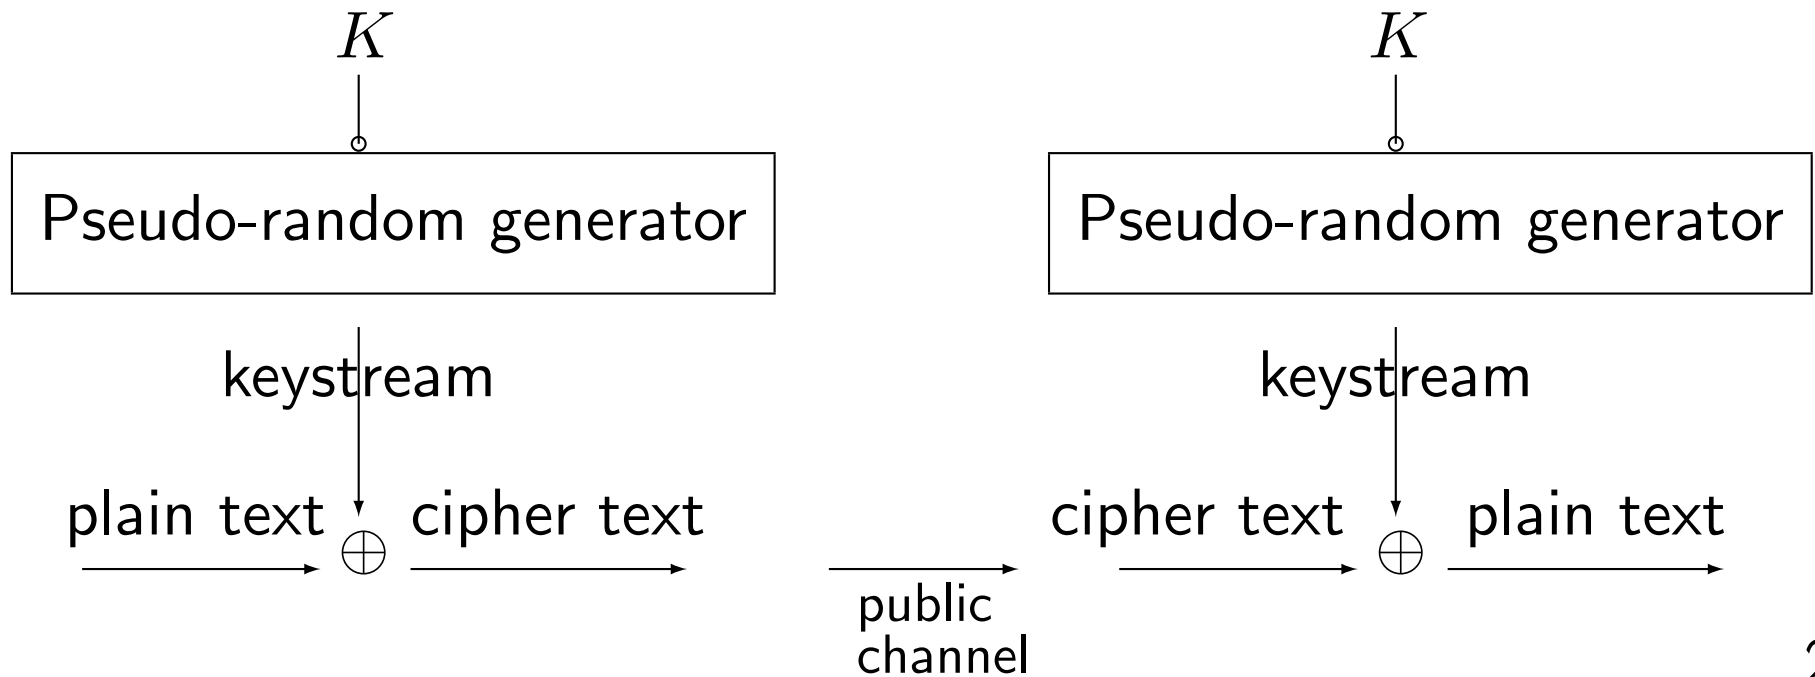 K K
Pseudo-random generator Pseudo-random generator
keystream keystream
plain text ⊕ cipher text cipher text ⊕ plain text
public
channel